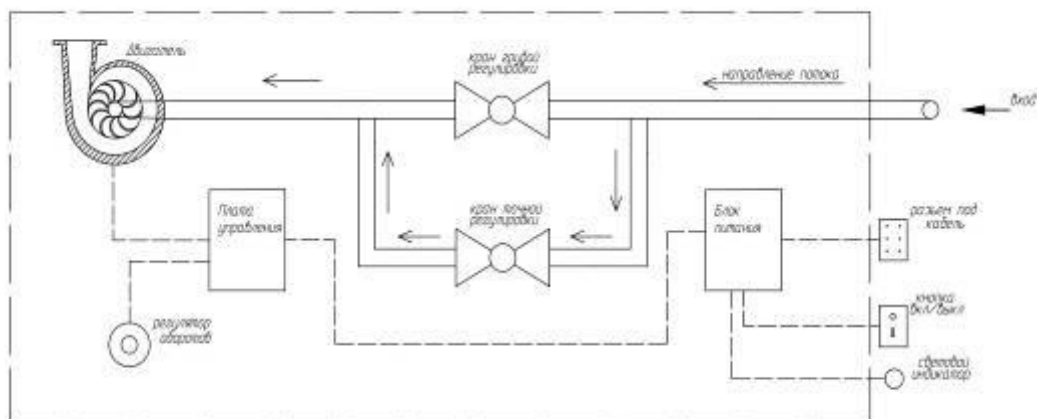 Двигатель
кран грубой
регулировки
направление потока
вход
Плата
управления
кран точной
регулировки
Блок
питания
разъем под
кабель
кнопка
вкл/выкл
регулятор
оборотов
световой
индикатор